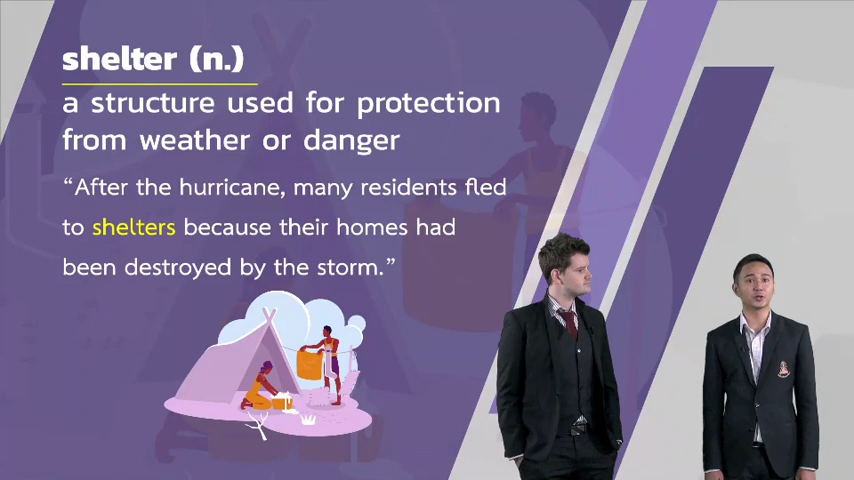 shelter (n.)
a structure used for protection
from weather or danger
“After the hurricane, many residents fled
to shelters because their homes had
been destroyed by the storm.”